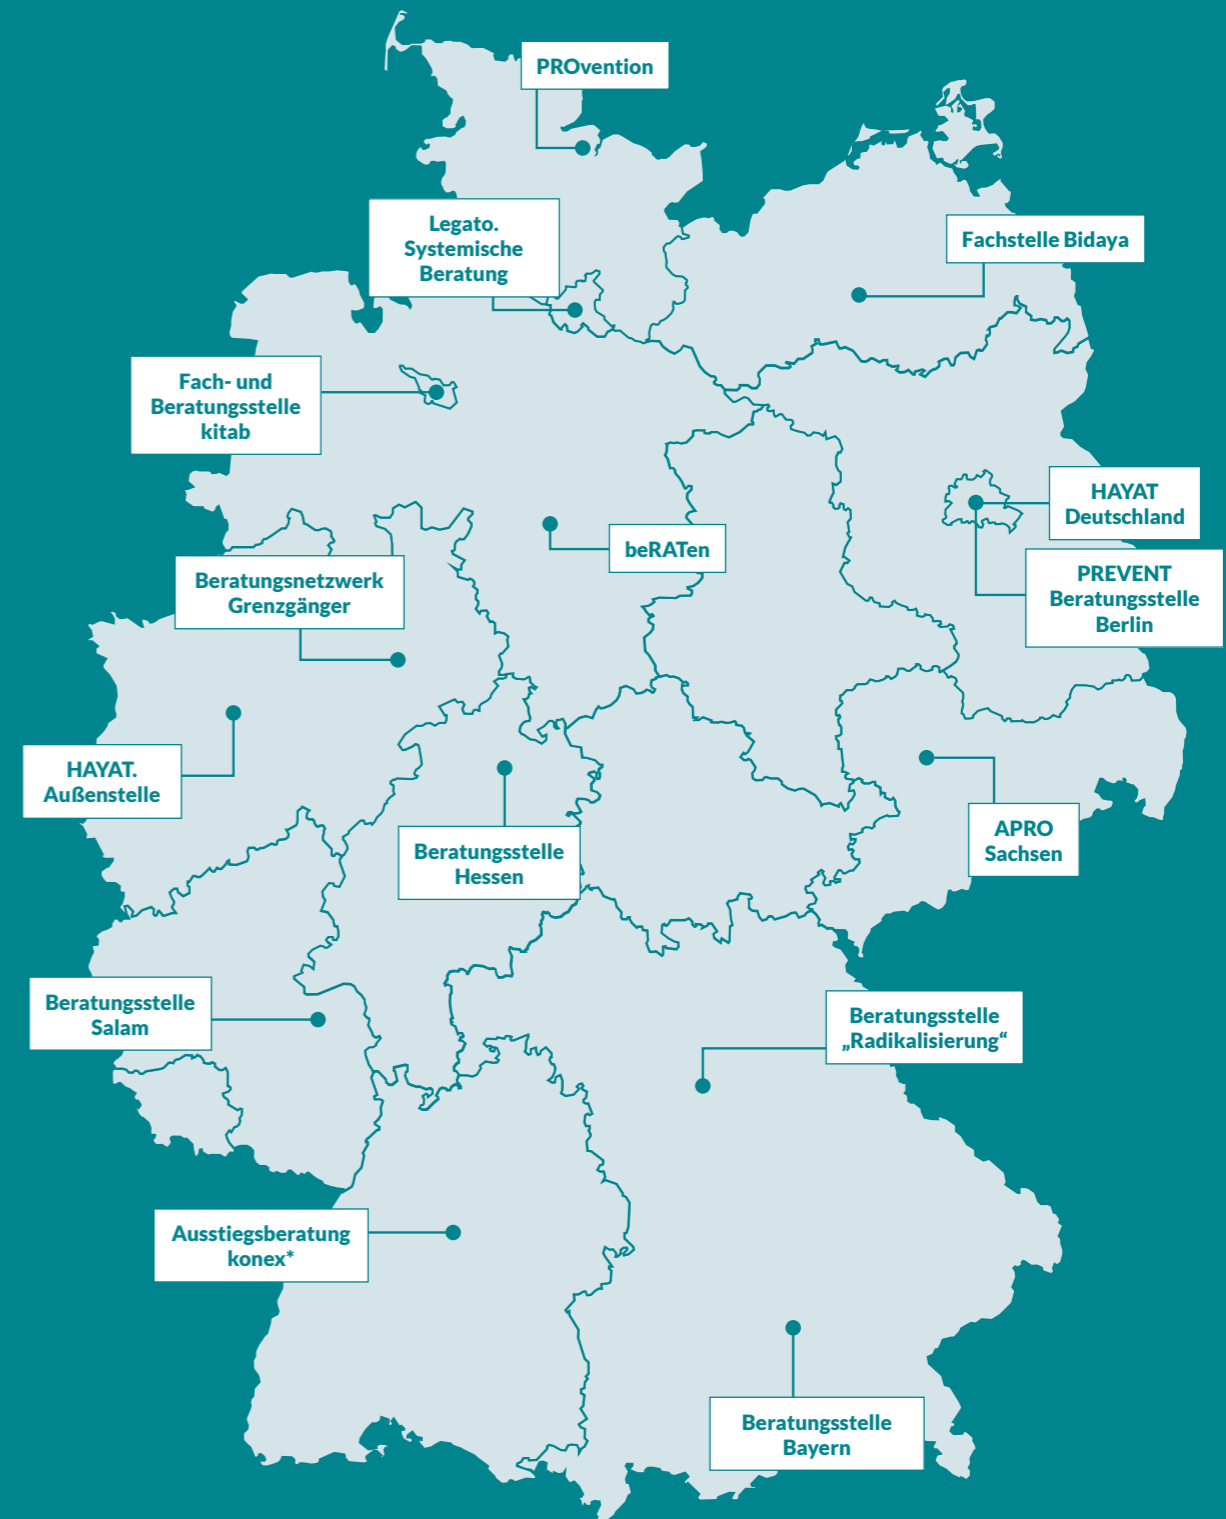 PROvention
Legato.
Systemische
Beratung
Fachstelle Bidaya
Fach- und
Beratungsstelle
kitab
HAYAT
Deutschland
beRATen
PREVENT
Beratungsstelle
Berlin
Beratungsnetzwerk
Grenzgänger
HAYAT.
Außenstelle
APRO
Sachsen
Beratungsstelle
Hessen
Beratungsstelle
Salam
Beratungsstelle
„Radikalisierung“
Ausstiegsberatung
konex*
Beratungsstelle
Bayern